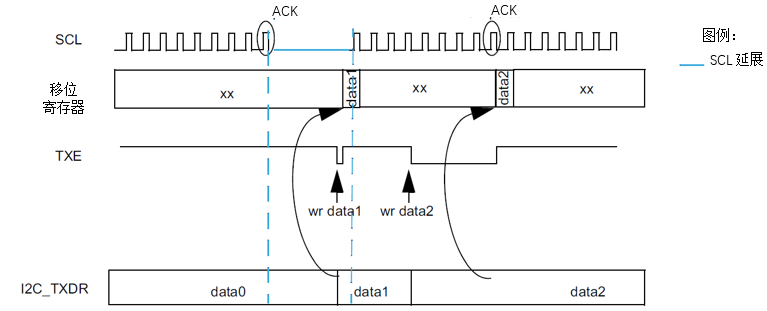 ACK
ACK
SCL
图例：
SCL 延展
移位
寄存器
xx
data1
xx
data2
xx
TXE
wr data1
wr data2
I2C_TXDR
data0
data1
data2